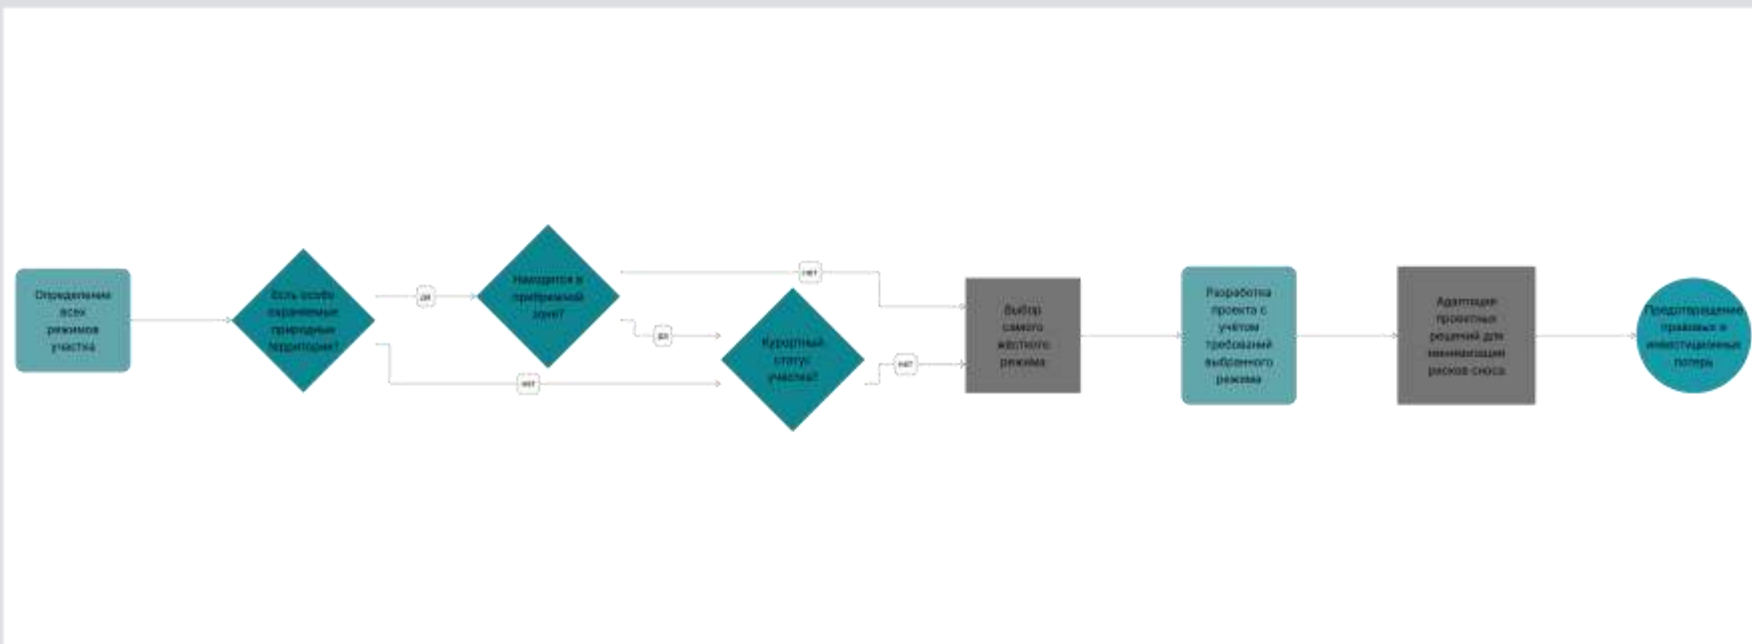 Определение
всех
режимов
участка
Есть особо
охраняемые
природные
территории?
да
нет
Находится в
прибрежной
зоне?
нет
да
Курортный
статус
участка?
нет
Выбор
самого
жёсткого
режима
Разработка
проекта с
учётом
требований
выбранного
режима
Адаптация
проектных
решений для
минимизации
рисков сноса
Предотвращение
правовых и
инвестиционных
потерь